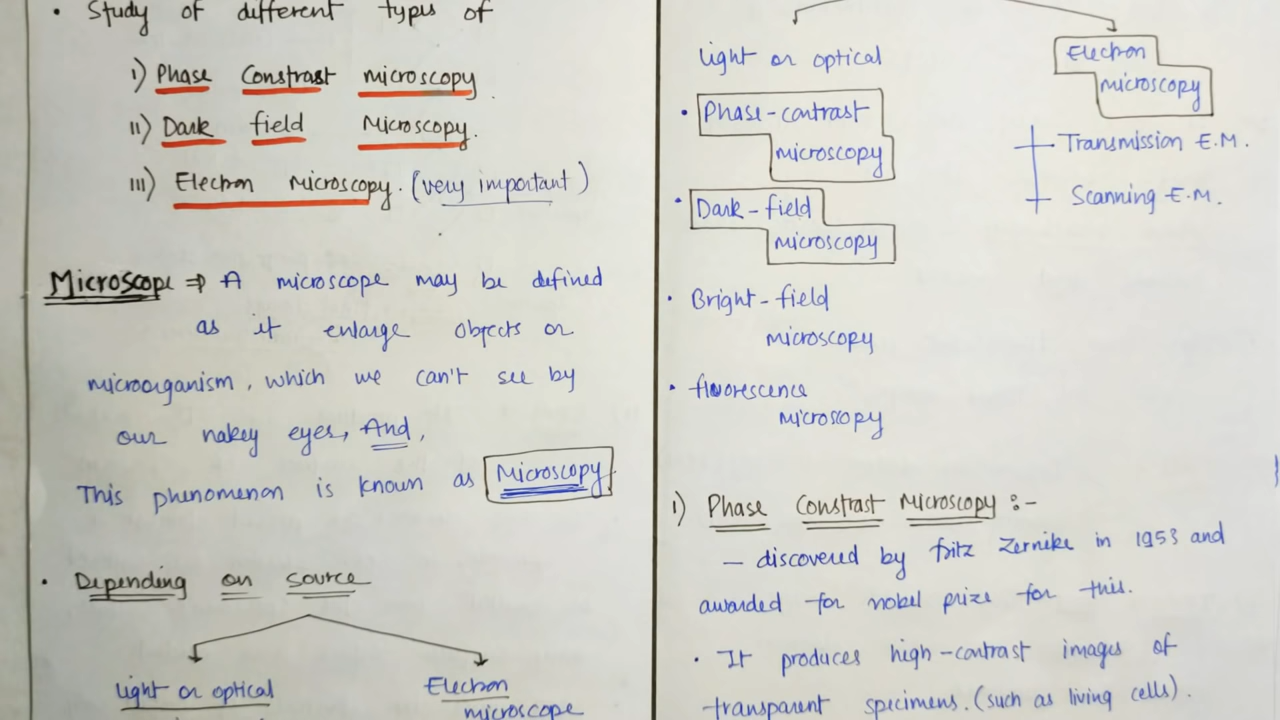 • Study of different types of
i) Phase Constrast microscopy.
ii) Dark field Microscopy.
iii) Electron Microscopy. (very important)
Microscope ⇒ A microscope may be defined
as it enlarge objects or
microorganism, which we can't see by
our nakey eyes, And,
This phenomenon is known as Microscopy.
• Depending on source
light or optical
Electron
microscope
light or optical
• Phase-contrast
microscopy
• Dark-field
microscopy
• Bright-field
microscopy
• fluorescence
microscopy
Electron
microscopy
Transmission E.M.
Scanning E.M.
i) Phase Constrast Microscopy :-
– discovered by fritz Zernike in 1953 and
awarded for nobel prize for this.
• It produces high-contrast images of
transparent specimens. (such as living cells).